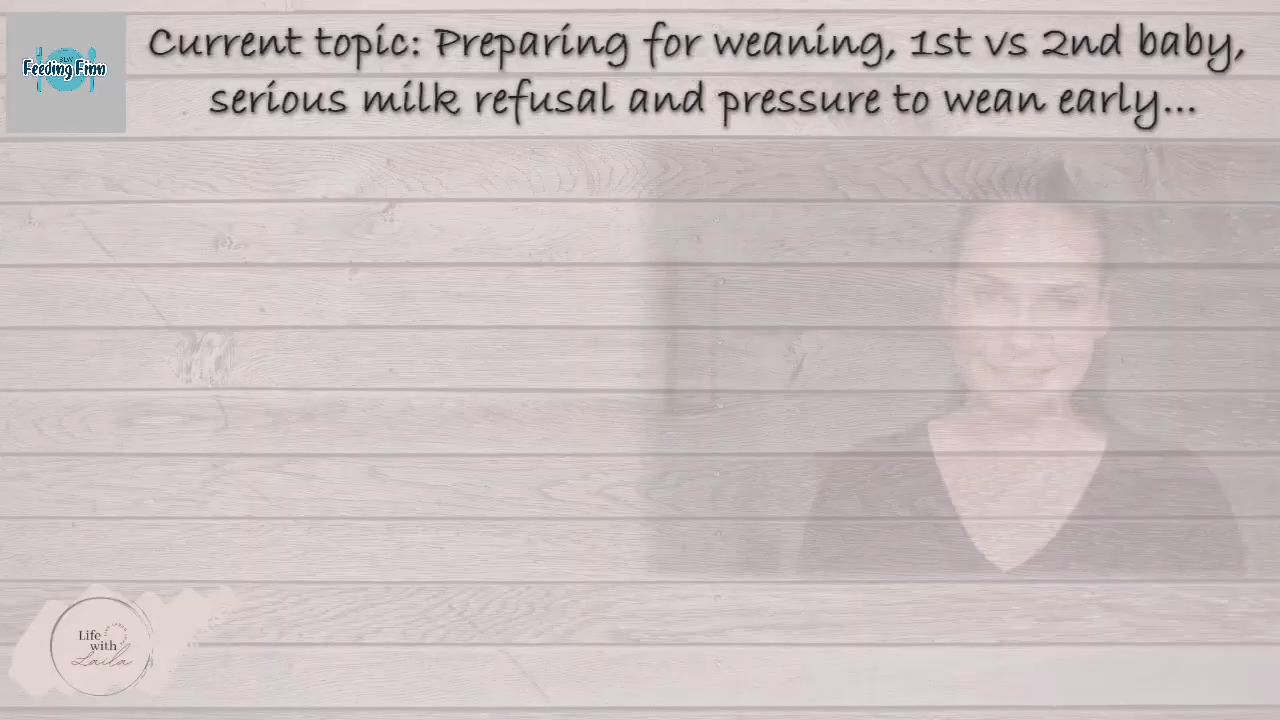 Feeding Finn
Current topic: Preparing for weaning, 1st vs 2nd baby,
serious milk refusal and pressure to wean early...
Life
with
Laila